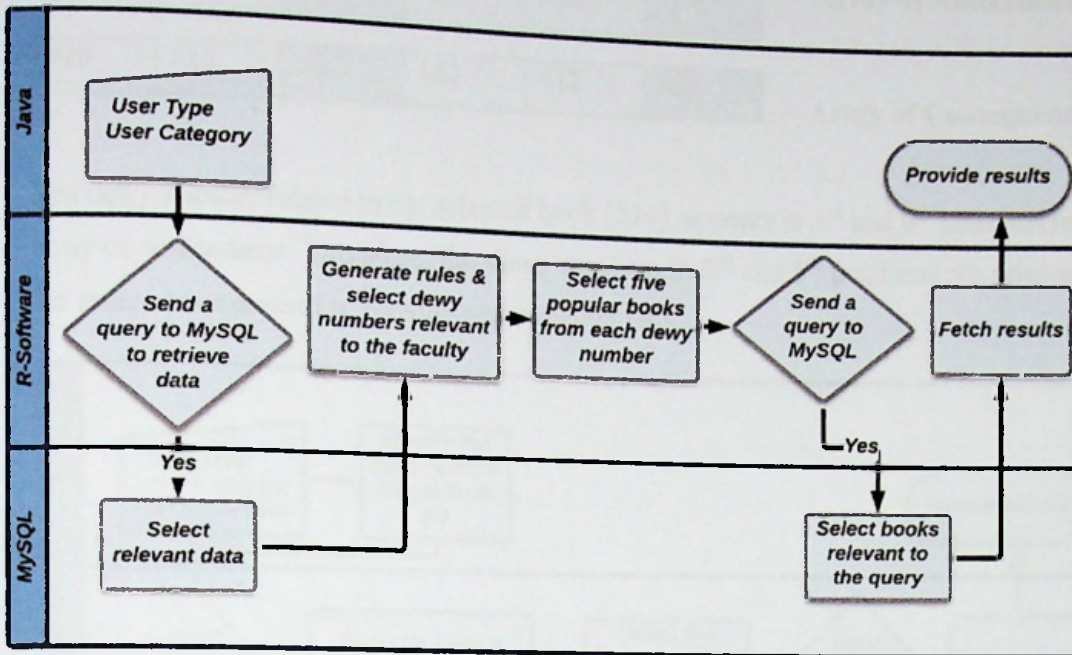 Java
User Type
User Category
Provide results
R-Software
Send a
query to MySQL
to retrieve
data
Generate rules &
select dewy
numbers relevant
to the faculty
Select five
popular books
from each dewy
number
Send a
query to
MySQL
Fetch results
Yes
Yes
MySQL
Select
relevant data
Select books
relevant to
the query